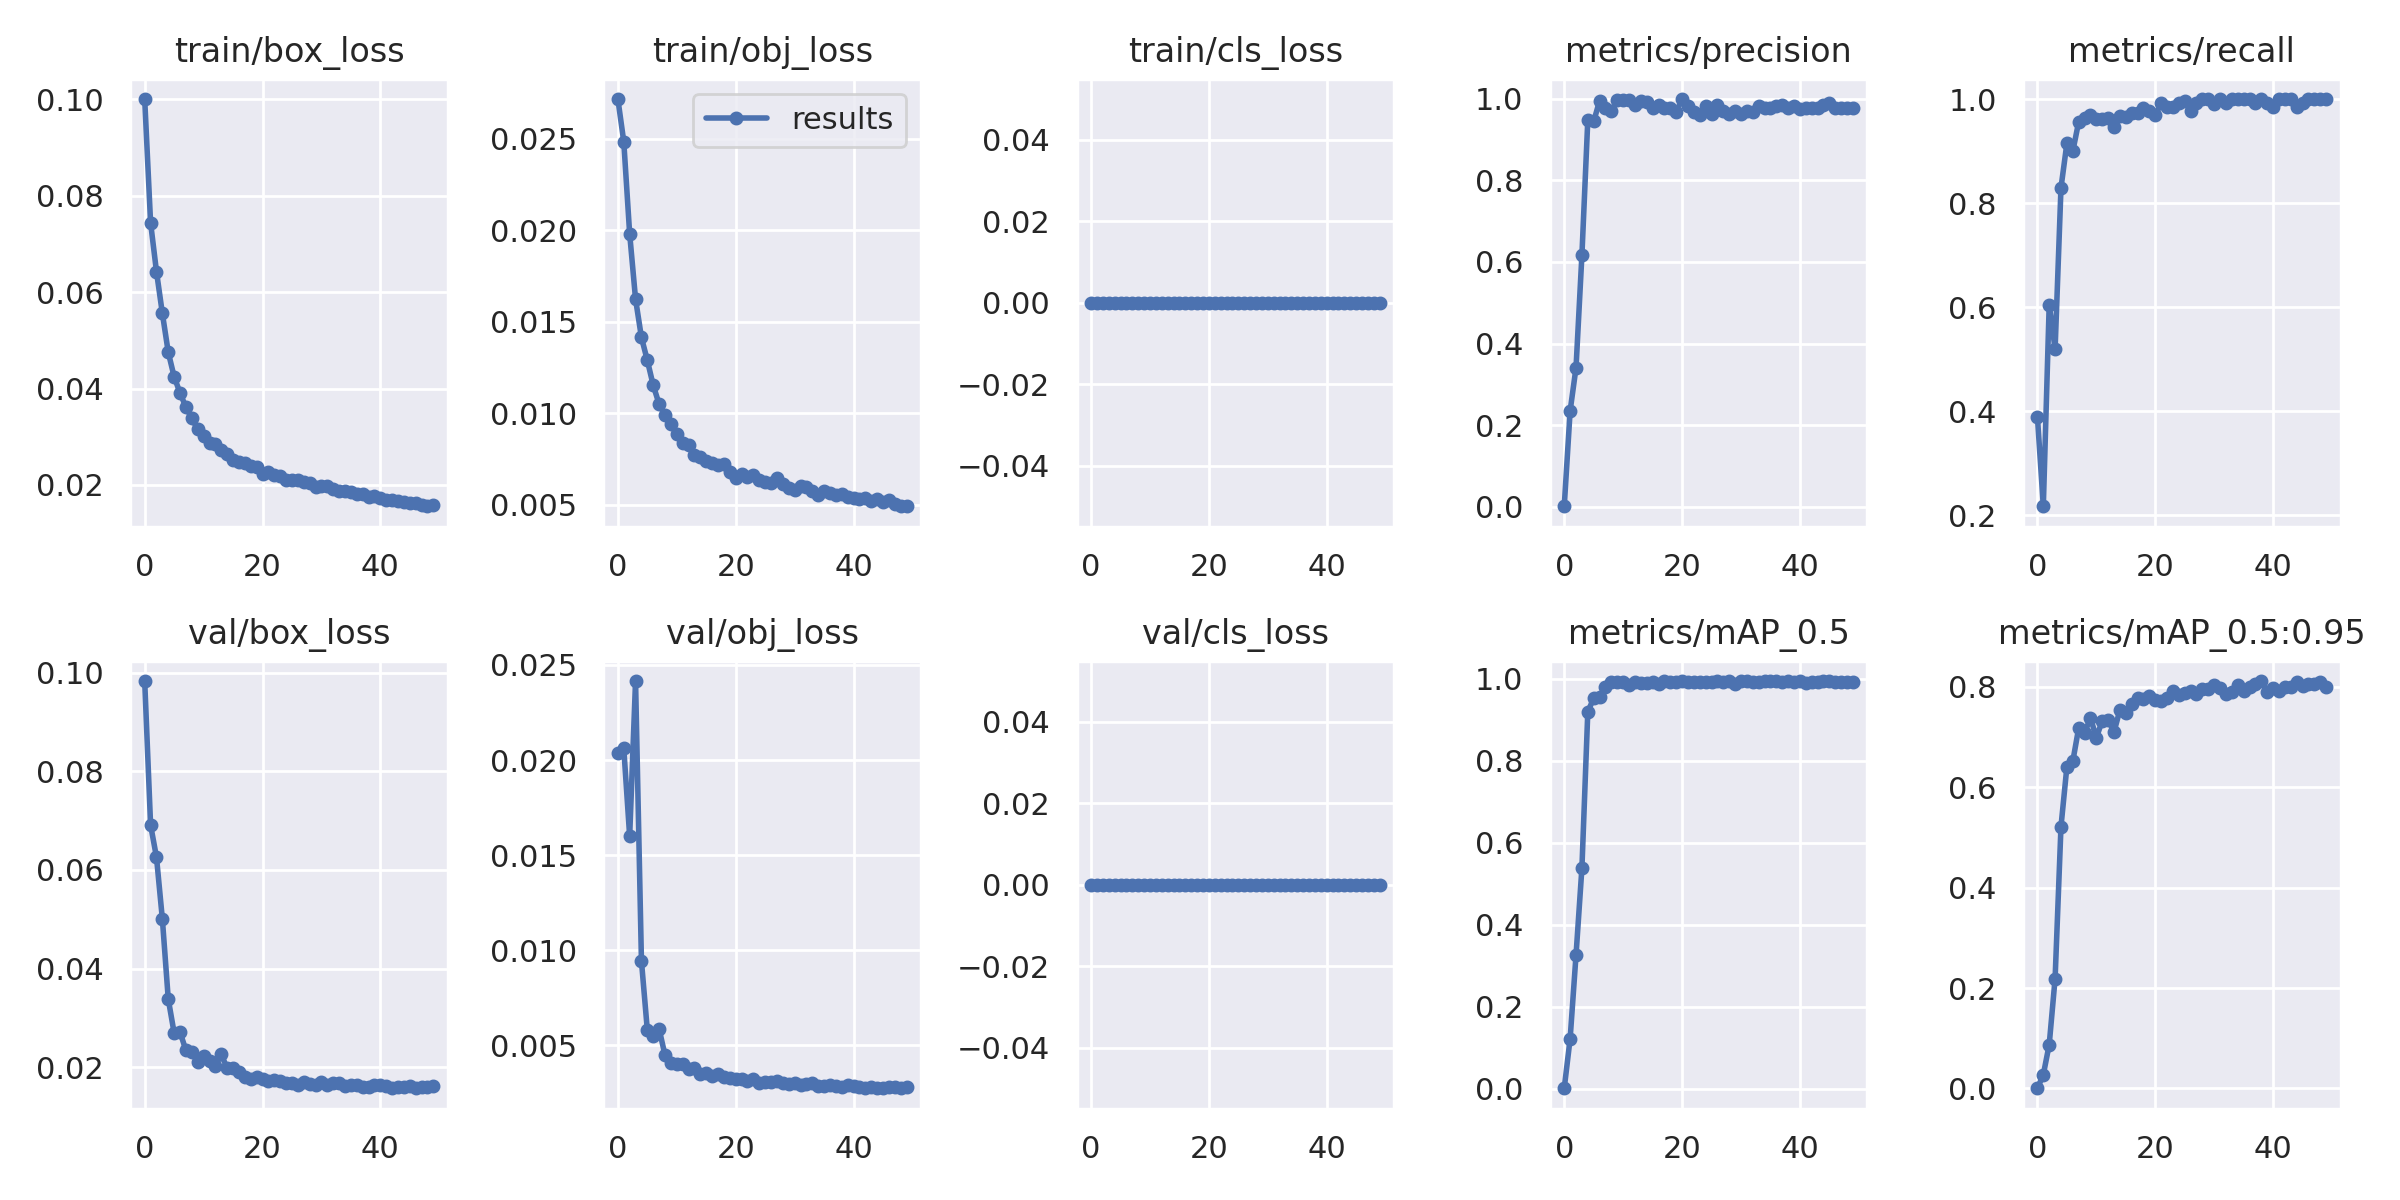 train/box_loss
train/obj_loss
train/cls_loss
metrics/precision
metrics/recall
0.10
0.08
0.06
0.04
0.02
0 20 40
results
0.025
0.020
0.015
0.010
0.005
0 20 40
0.04
0.02
0.00
−0.02
−0.04
0 20 40
1.0
0.8
0.6
0.4
0.2
0.0
0 20 40
1.0
0.8
0.6
0.4
0.2
0 20 40
val/box_loss
val/obj_loss
val/cls_loss
metrics/mAP_0.5
metrics/mAP_0.5:0.95
0.10
0.08
0.06
0.04
0.02
0 20 40
0.025
0.020
0.015
0.010
0.005
0 20 40
0.04
0.02
0.00
−0.02
−0.04
0 20 40
1.0
0.8
0.6
0.4
0.2
0.0
0 20 40
0.8
0.6
0.4
0.2
0.0
0 20 40